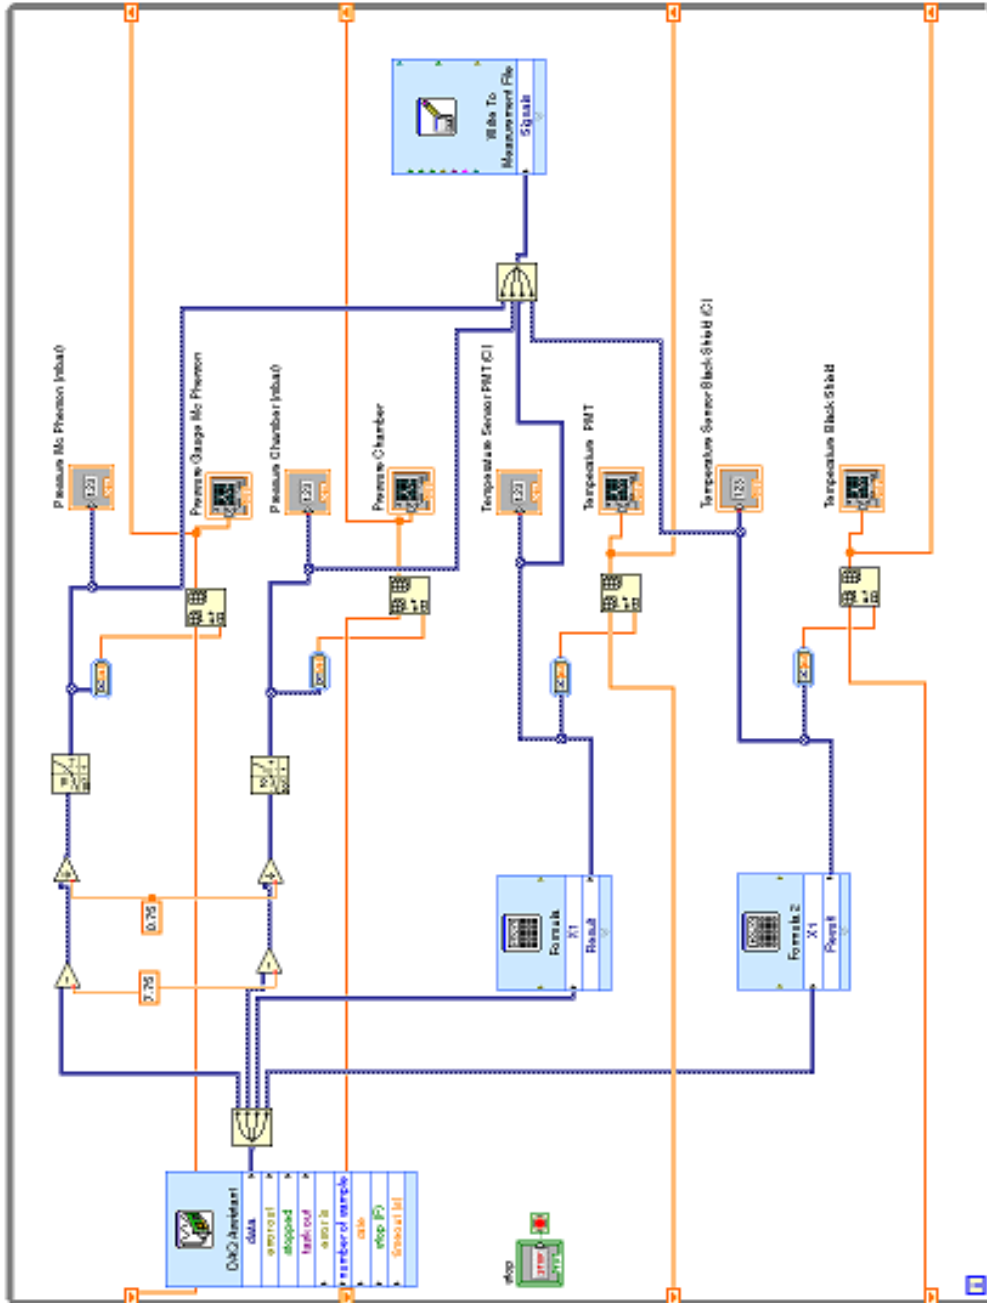 Write To
Measurement File
Signals
Pressure Mc Pherson (mbar)
Pressure Gauge Mc Pherson
Pressure Chamber (mbar)
Pressure Chamber
Temperature Sensor PMT (C)
Temperature PMT
Temperature Sensor Black Shield (C)
Temperature Black Shield
0.75
7.75
Formula
X1
Result
Formula 2
X1
Result
DAQ Assistant
data
error out
stopped
task out
error in
number of sample
rate
stop (F)
timeout (s)
stop
STOP
i